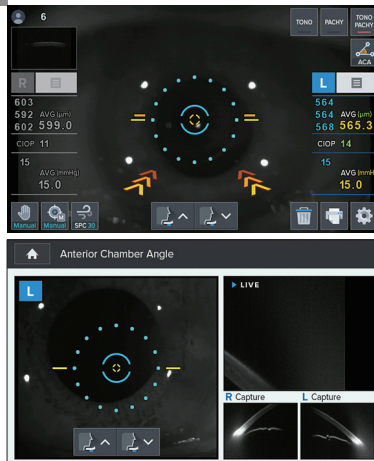 6
TONO
PACHY
TONO
PACHY
ACA
R
L
603
592 AVG (μm)
602 599.0
CIOP 11
15
AVG (mmHg)
15.0
564
564 AVG (μm)
568 565.3
CIOP 14
15
AVG (mmH
15.0
Manual
Manual
SPC 30
Anterior Chamber Angle
L
LIVE
R Capture
L Capture